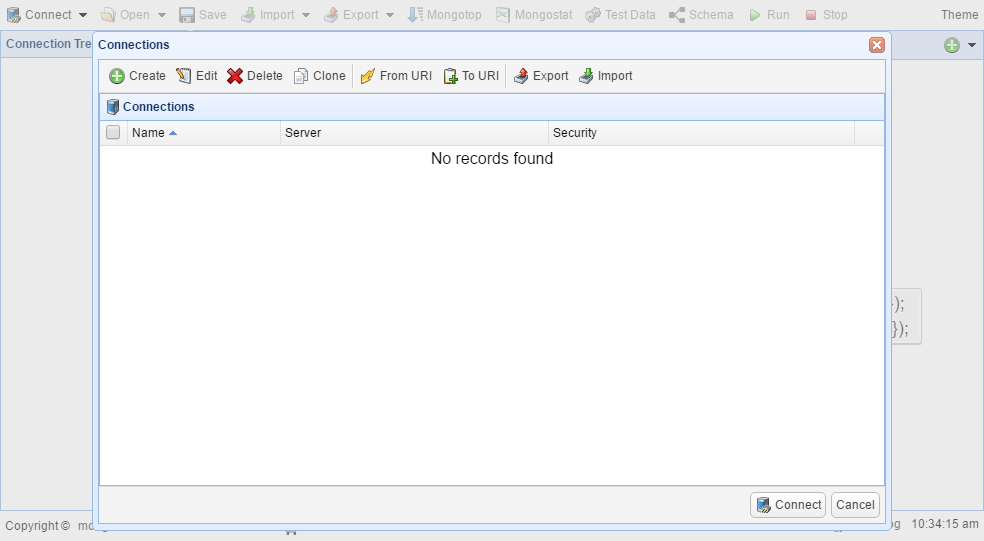 Connect Open Save Import Export Mongotop Mongostat Test Data Schema Run Stop Theme
Connections
Create Edit Delete Clone From URI To URI Export Import
Connections
Name Server Security
No records found
);
});
Connect Cancel
Copyright © 10:34:15 am